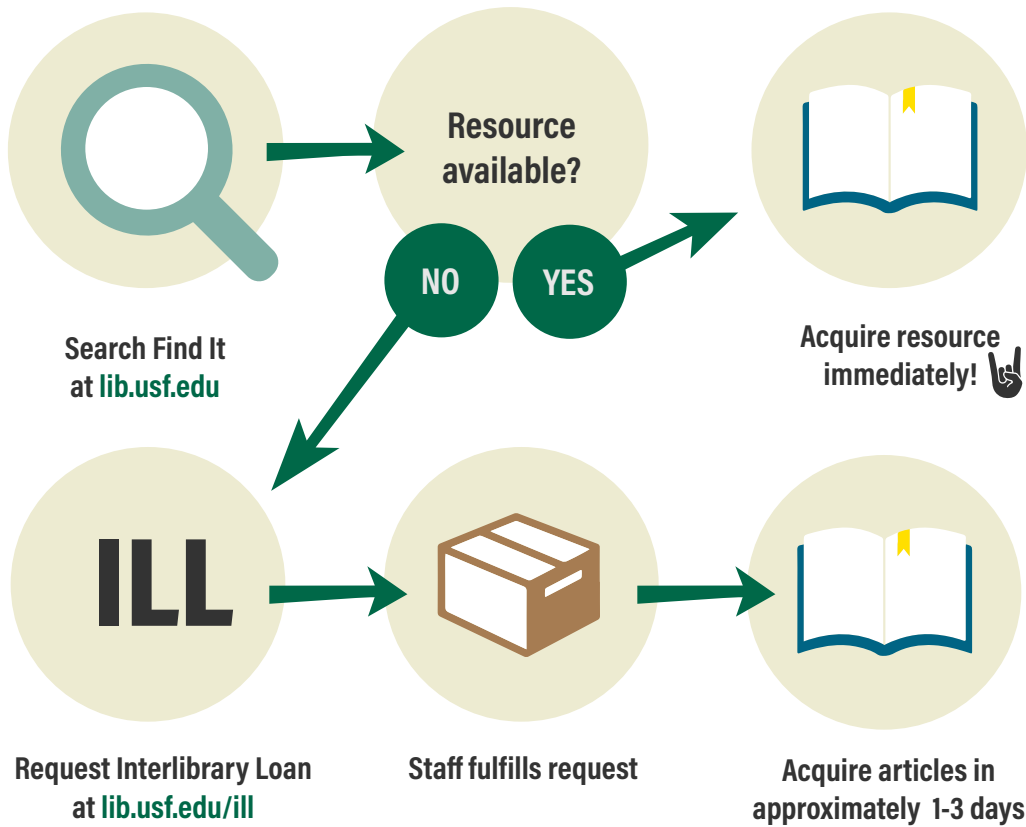 Resource
available?
NO
YES
Search Find It
at lib.usf.edu
Acquire resource
immediately!
ILL
Request Interlibrary Loan
at lib.usf.edu/ill
Staff fulfills request
Acquire articles in
approximately 1-3 days